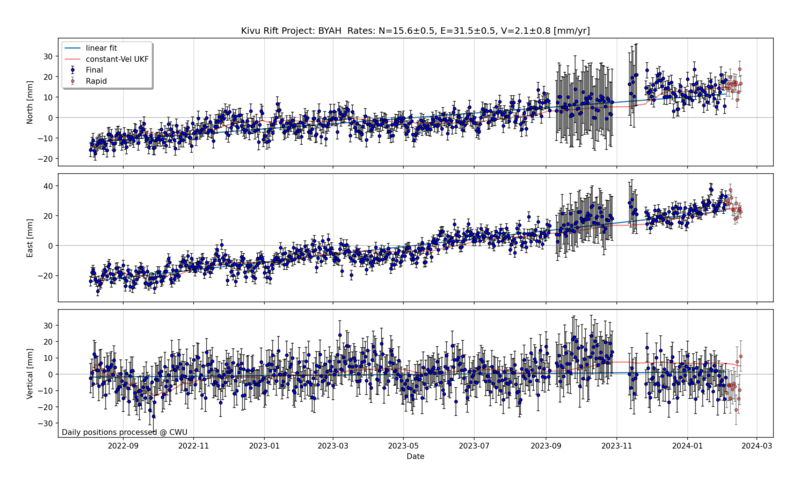 Kivu Rift Project: BYAH Rates: N=15.6±0.5, E=31.5±0.5, V=2.1±0.8 [mm/yr]
linear fit
constant-Vel UKF
Final
Rapid
North [mm]
30
20
10
0
−10
−20
East [mm]
40
20
0
−20
Vertical [mm]
30
20
10
0
−10
−20
−30
Daily positions processed @ CWU
2022-09 2022-11 2023-01 2023-03 2023-05 2023-07 2023-09 2023-11 2024-01 2024-03
Date